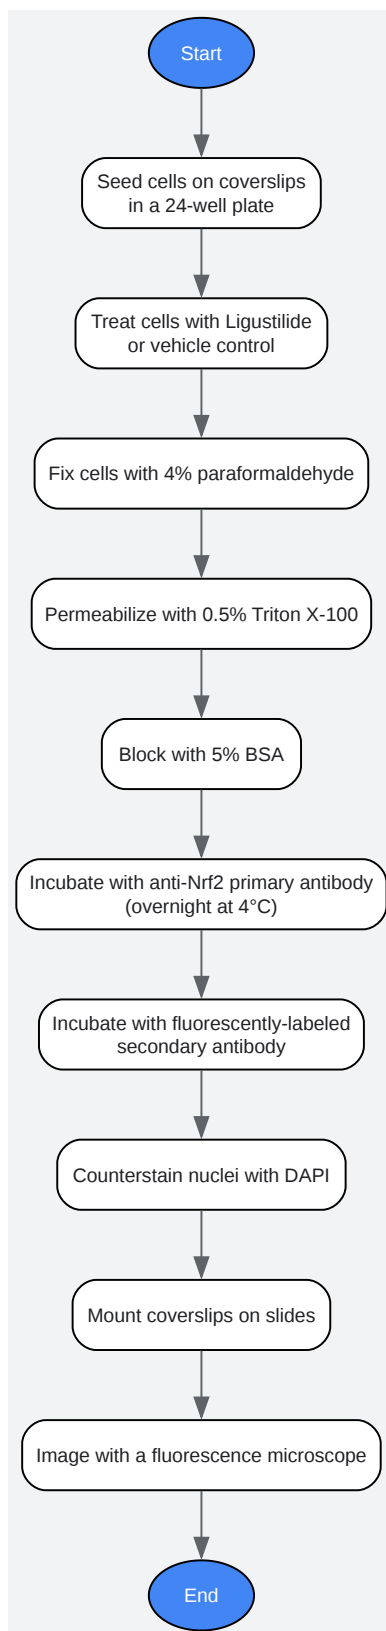 Start
Seed cells on coverslips
in a 24-well plate
Treat cells with Ligustilide
or vehicle control
Fix cells with 4% paraformaldehyde
Permeabilize with 0.5% Triton X-100
Block with 5% BSA
Incubate with anti-Nrf2 primary antibody
(overnight at 4°C)
Incubate with fluorescently-labeled
secondary antibody
Counterstain nuclei with DAPI
Mount coverslips on slides
Image with a fluorescence microscope
End